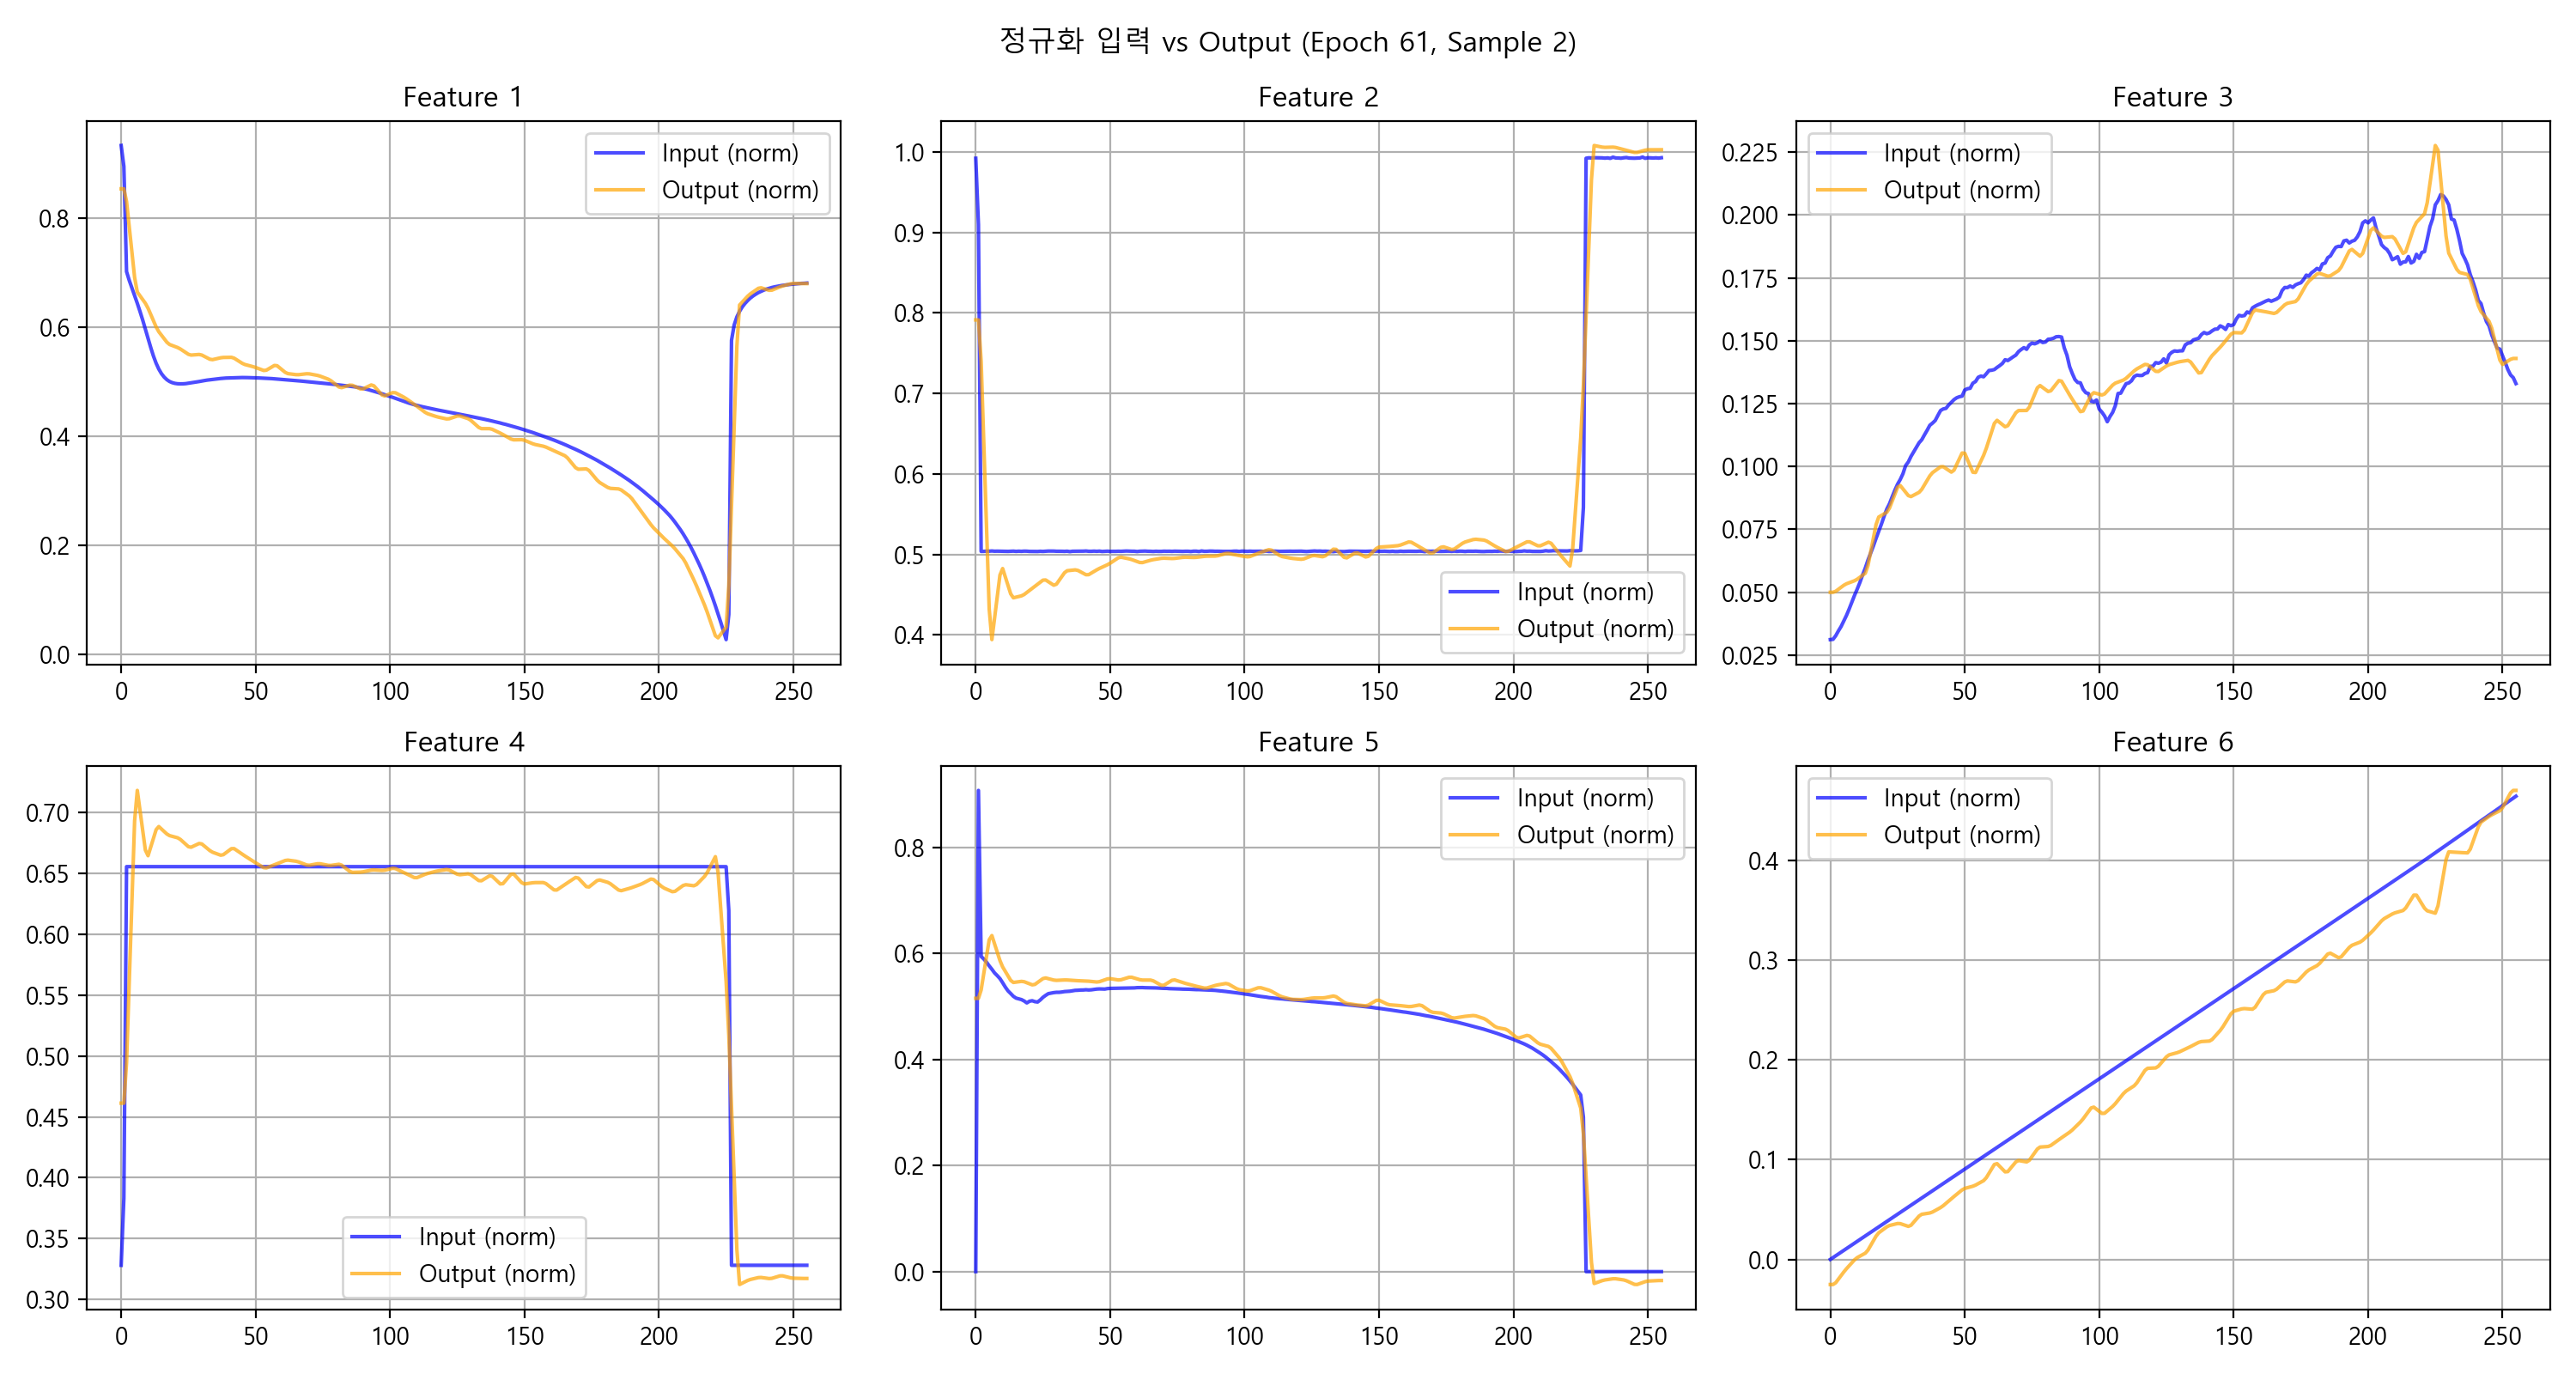 정규화 입력 vs Output (Epoch 61, Sample 2)
Feature 1
Input (norm)
Output (norm)
0.8
0.6
0.4
0.2
0.0
0 50 100 150 200 250
Feature 2
Input (norm)
Output (norm)
1.0
0.9
0.8
0.7
0.6
0.5
0.4
0 50 100 150 200 250
Feature 3
Input (norm)
Output (norm)
0.225
0.200
0.175
0.150
0.125
0.100
0.075
0.050
0.025
0 50 100 150 200 250
Feature 4
Input (norm)
Output (norm)
0.70
0.65
0.60
0.55
0.50
0.45
0.40
0.35
0.30
0 50 100 150 200 250
Feature 5
Input (norm)
Output (norm)
0.8
0.6
0.4
0.2
0.0
0 50 100 150 200 250
Feature 6
Input (norm)
Output (norm)
0.4
0.3
0.2
0.1
0.0
0 50 100 150 200 250